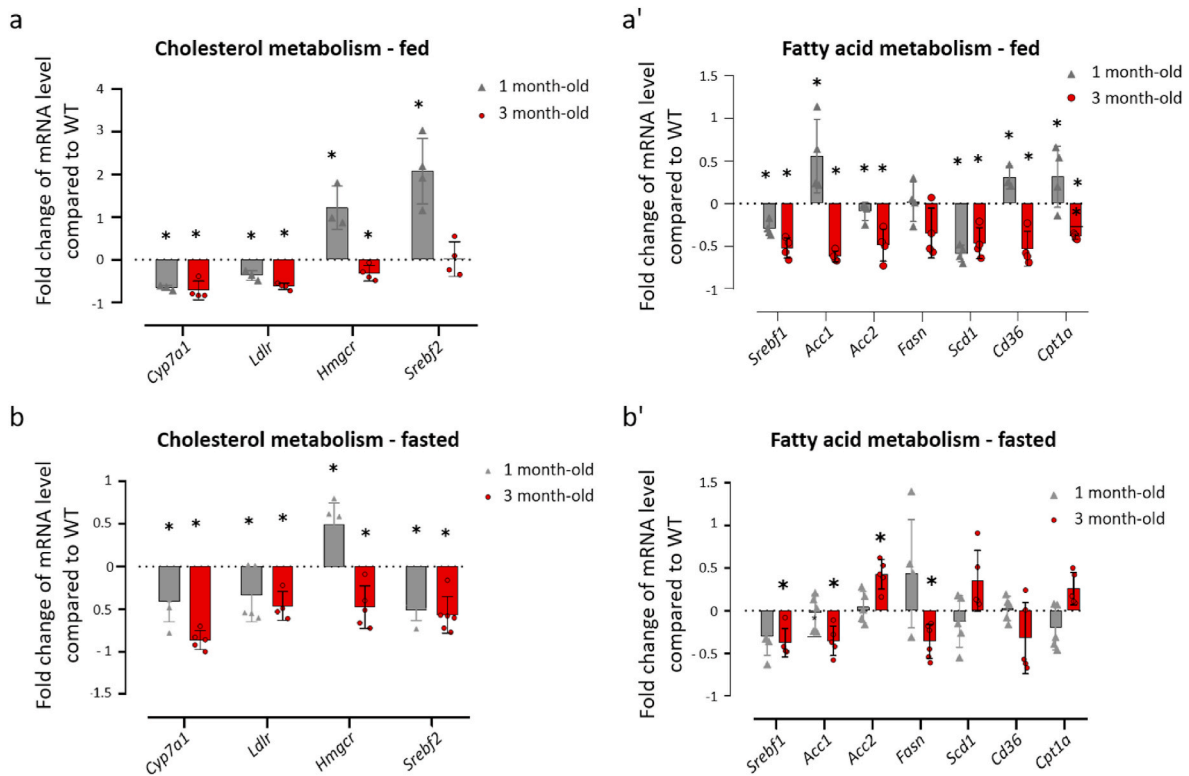 a
Cholesterol metabolism - fed
Fold change of mRNA level
compared to WT
4
3
2
1
0
-1
1 month-old
3 month-old
* * * * * * *
Cyp7a1 Ldlr Hmgcr Srebf2
a'
Fatty acid metabolism - fed
Fold change of mRNA level
compared to WT
1.5
1
0.5
0
-0.5
-1
1 month-old
3 month-old
* * * * * * * * * * * *
Srebf1 Acc1 Acc2 Fasn Scd1 Cd36 Cpt1a
b
Cholesterol metabolism - fasted
Fold change of mRNA level
compared to WT
1
0.5
0
0.5
-1
1.5
1 month-old
3 month-old
* * * * * * * *
Cyp7a1 Ldlr Hmgcr Srebf2
b'
Fatty acid metabolism - fasted
Fold change of mRNA level
compared to WT
1.5
1
0.5
0
-0.5
-1
1 month-old
3 month-old
* * * *
Srebf1 Acc1 Acc2 Fasn Scd1 Cd36 Cpt1a